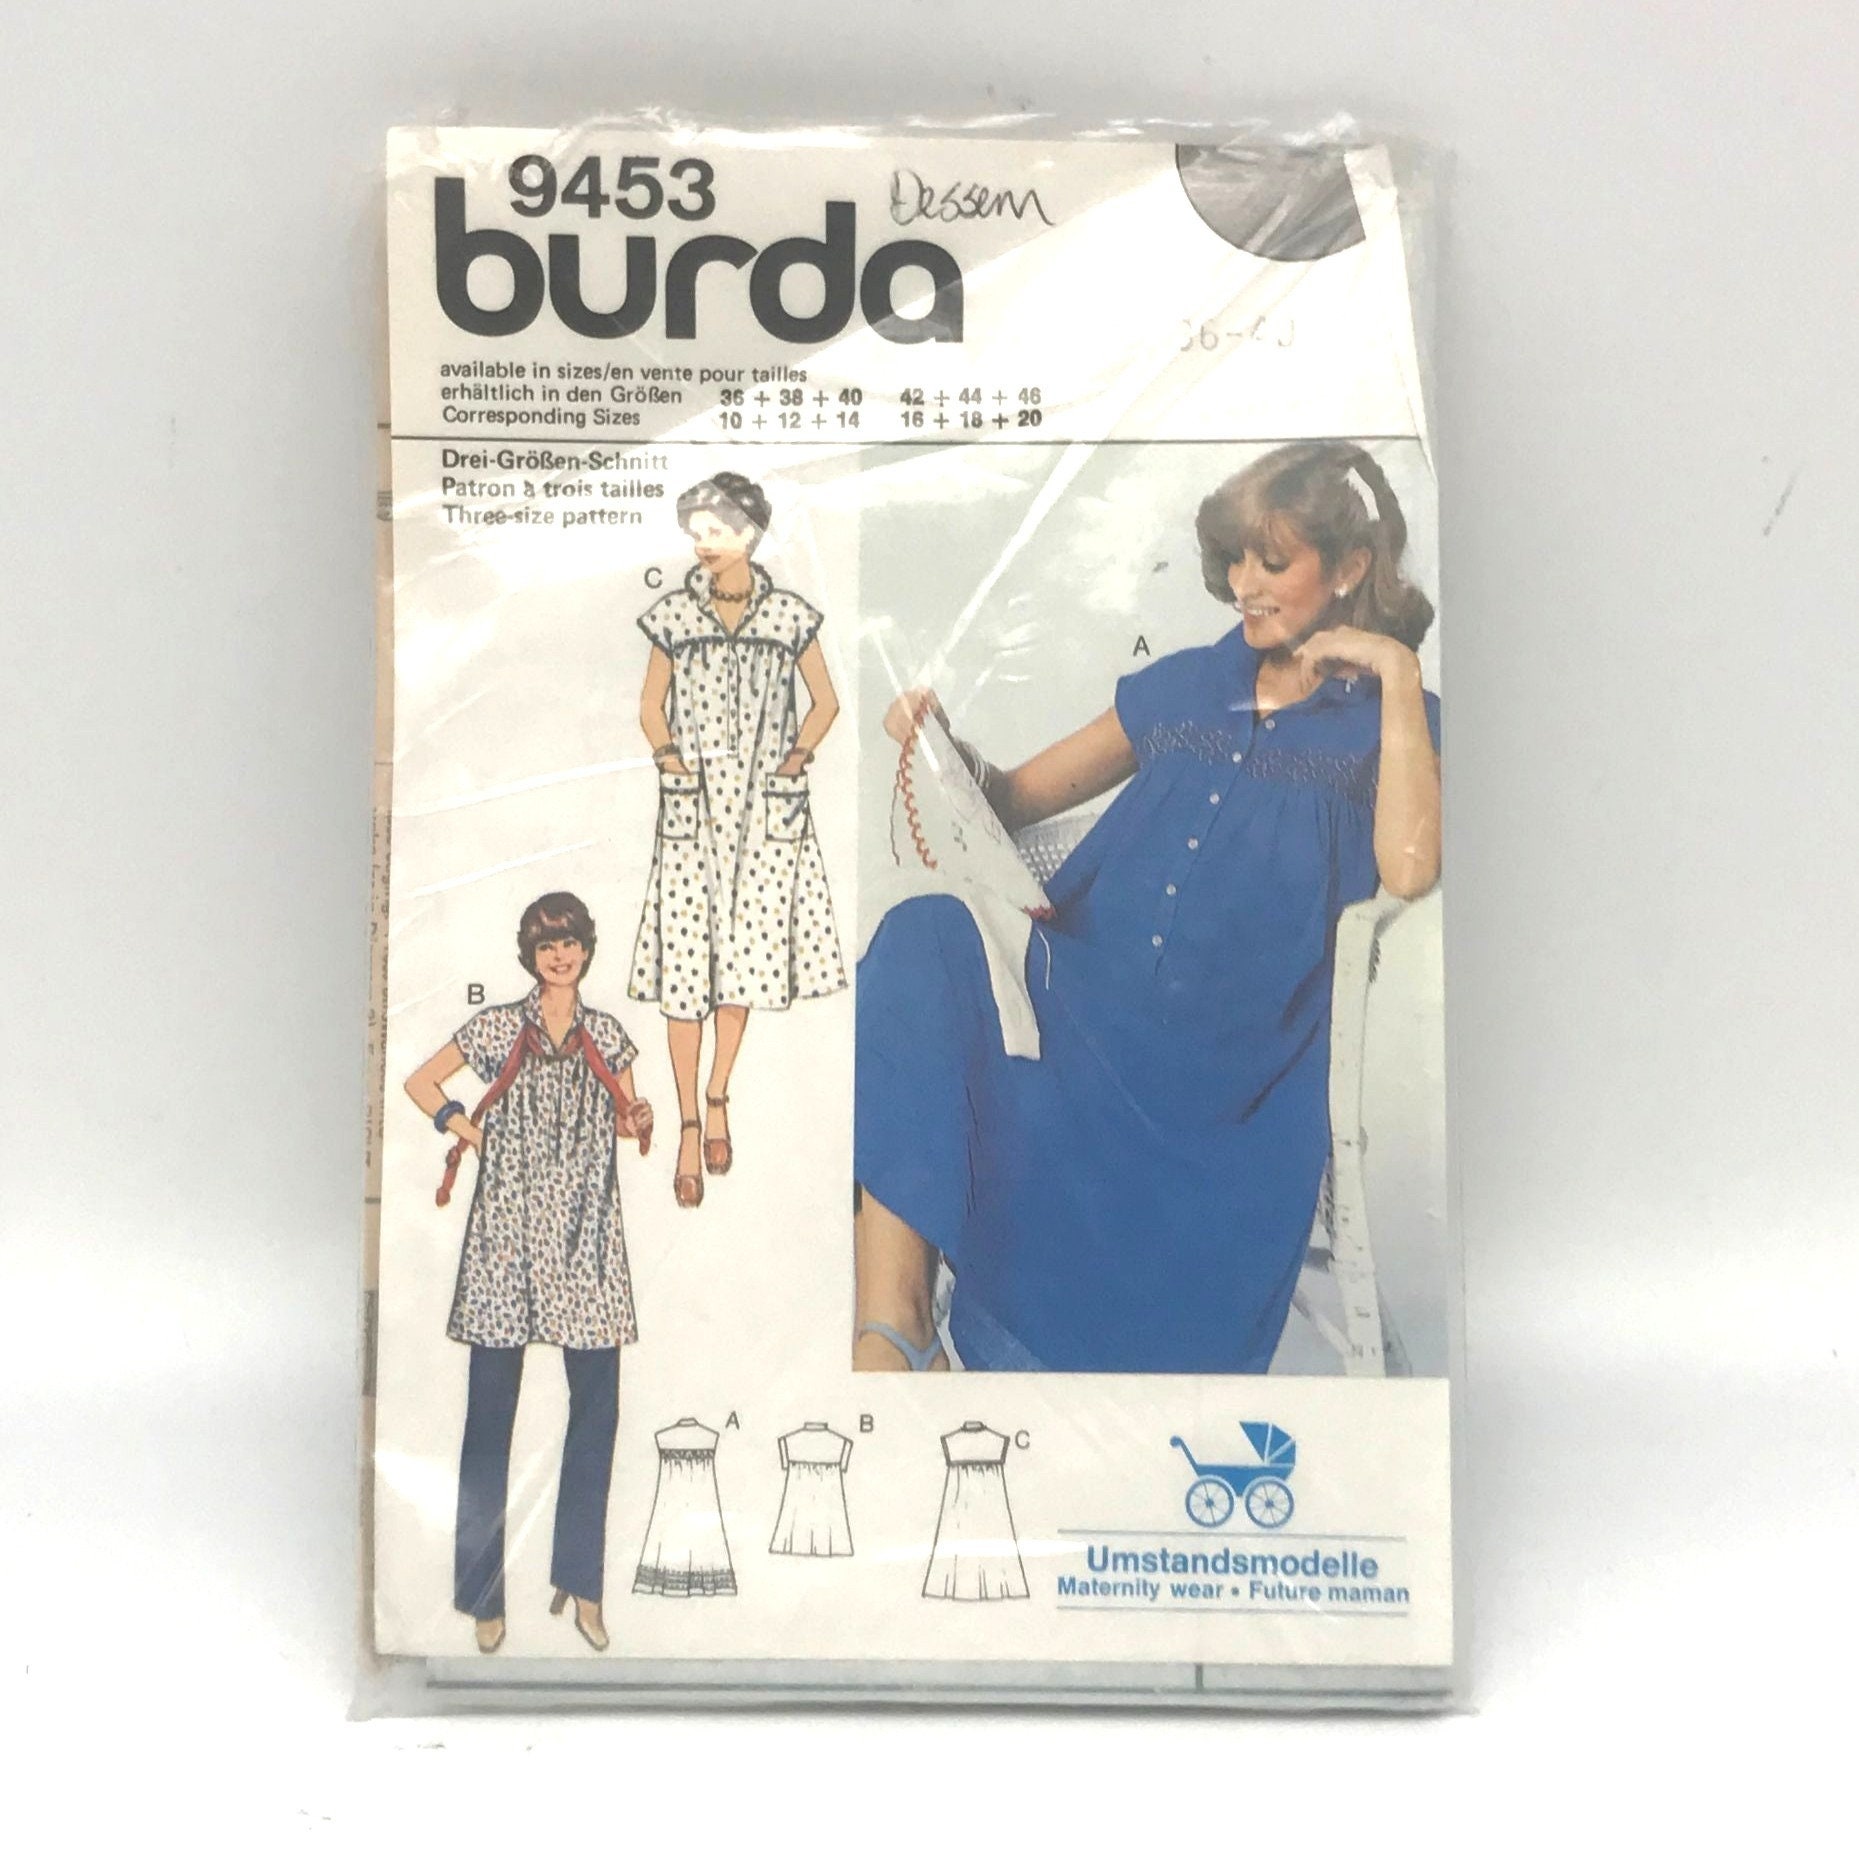 9453
Dessem
burda
available in sizes/en vente pour tailles
erhältlich in den Größen 36 + 38 + 40 42 + 44 + 46
Corresponding Sizes 10 + 12 + 14 16 + 18 + 20
Drei-Größen-Schnitt
Patron à trois tailles
Three-size pattern
C
A
B
A
B
C
Umstandsmodelle
Maternity wear • Future maman